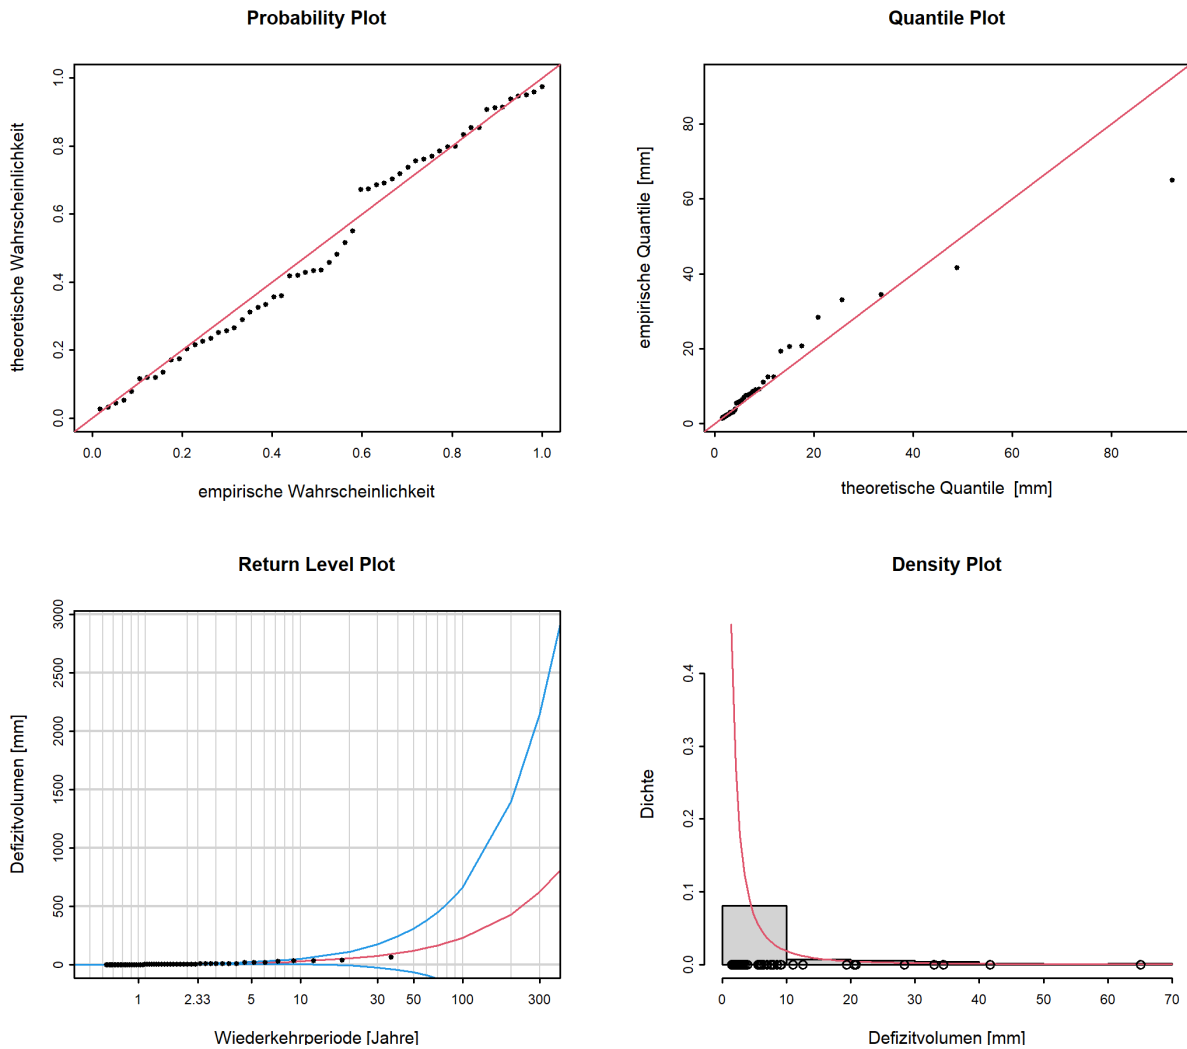 Probability Plot
theoretische Wahrscheinlichkeit
0.0 0.2 0.4 0.6 0.8 1.0
0.0 0.2 0.4 0.6 0.8 1.0
empirische Wahrscheinlichkeit
Quantile Plot
empirische Quantile [mm]
0 20 40 60 80
0 20 40 60 80
theoretische Quantile [mm]
Return Level Plot
Defizitvolumen [mm]
0 500 1000 1500 2000 2500 3000
1 2.33 5 10 30 50 100 300
Wiederkehrperiode [Jahre]
Density Plot
Dichte
0.0 0.1 0.2 0.3 0.4
0 10 20 30 40 50 60 70
Defizitvolumen [mm]